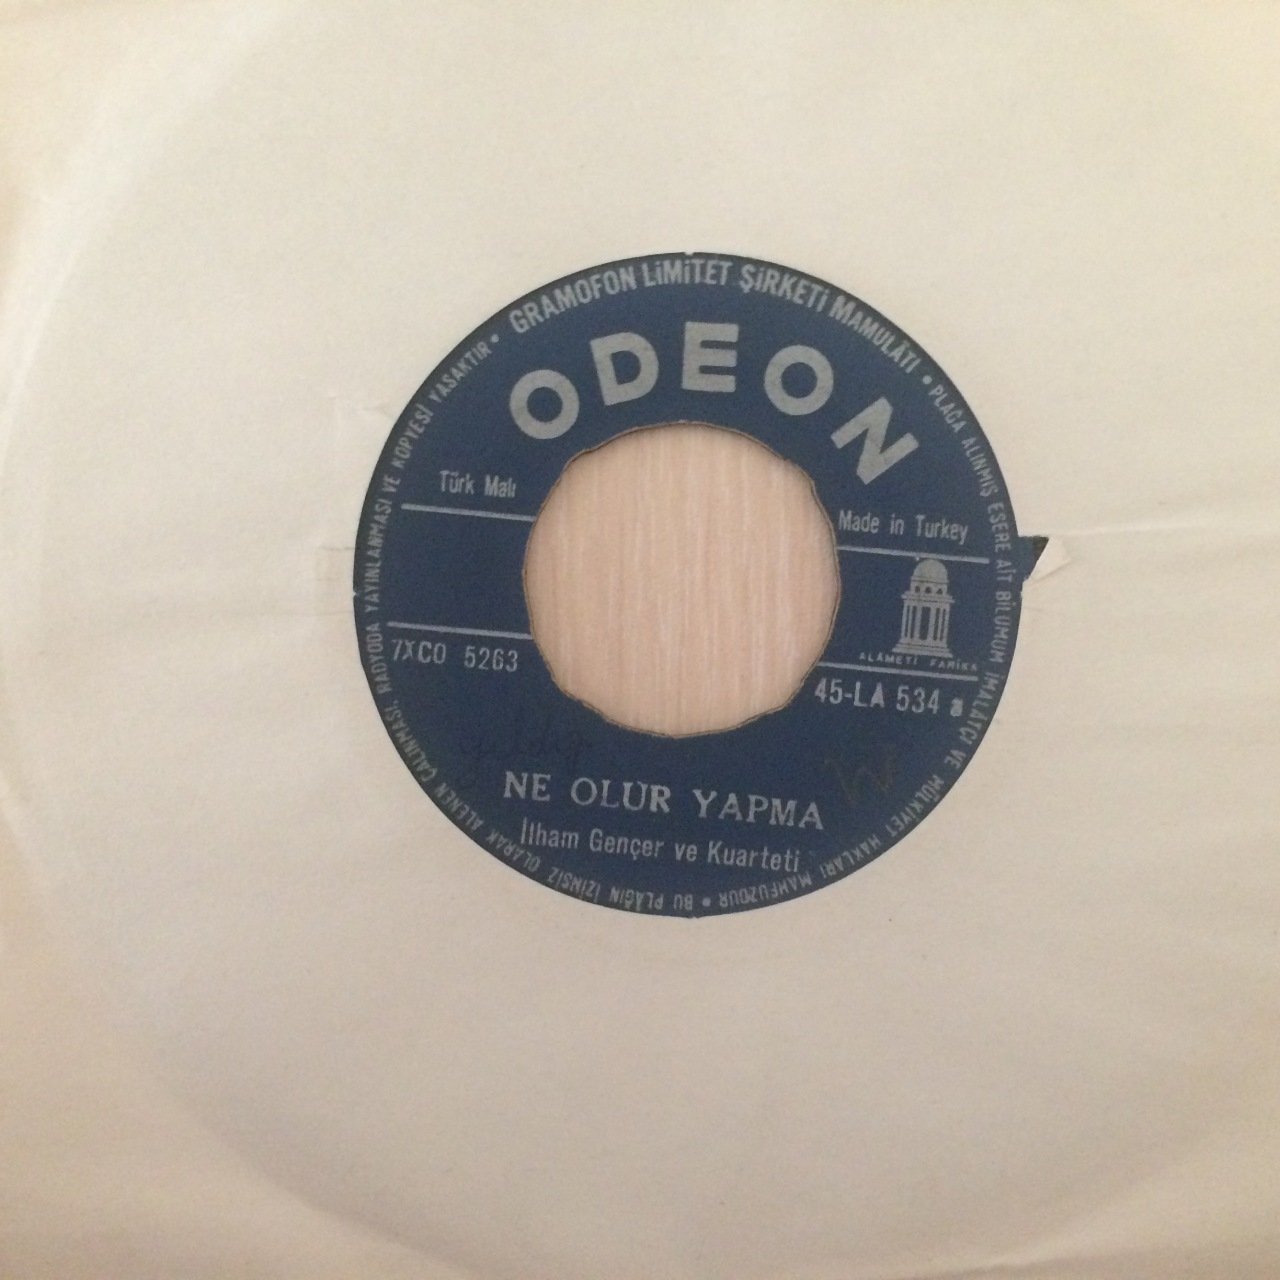 GRAMOFON LİMİTET ŞİRKETİ MAMULÂTI • PLAĞA ALINMIŞ ESERE AİT BİLUMUM İMALÂTÇI VE MÜLKİYET HAKLARI MAHFUZDUR • BU PLÂĞIN İZİNSİZ OLARAK ALENEN ÇALINMASI, RADYODA YAYINLANMASI VE KOPYESİ YASAKTIR •
ODEON
Türk Malı
Made in Turkey
ALÂMETİ FARİKA
7XCO 5263
45-LA 534
NE OLUR YAPMA
İlham Gençer ve Kuarteti